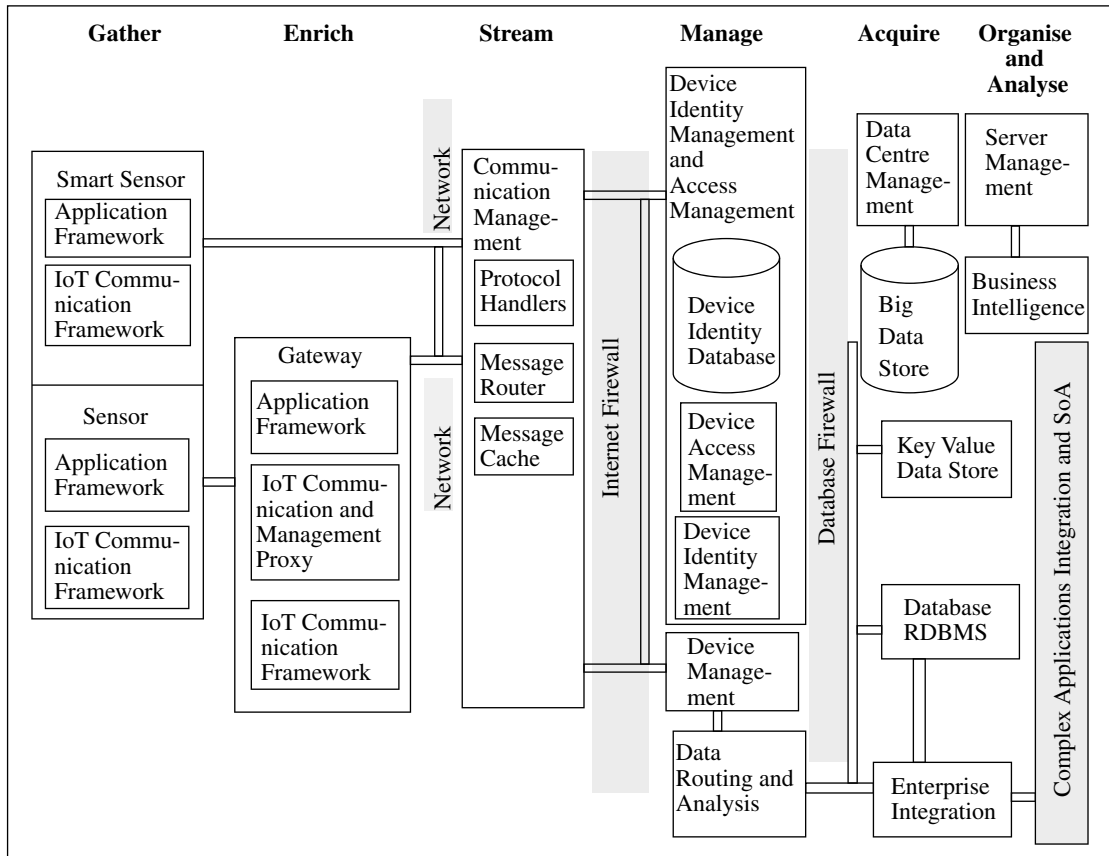 Gather
Enrich
Stream
Manage
Acquire
Organise
and
Analyse
Smart Sensor
Application
Framework
IoT Commu-
nication
Framework
Sensor
Application
Framework
IoT Commu-
nication
Framework
Gateway
Application
Framework
IoT Commu-
nication and
Management
Proxy
IoT Commu-
nication
Framework
Network
Network
Commu-
nication
Manage-
ment
Protocol
Handlers
Message
Router
Message
Cache
Internet Firewall
Device
Identity
Management
and
Access
Management
Device
Identity
Database
Device
Access
Manage-
ment
Device
Identity
Manage-
ment
Device
Manage-
ment
Data
Routing and
Analysis
Database Firewall
Data
Centre
Manage-
ment
Big
Data
Store
Key Value
Data Store
Database
RDBMS
Enterprise
Integration
Server
Manage-
ment
Business
Intelligence
Complex Applications Integration and SoA